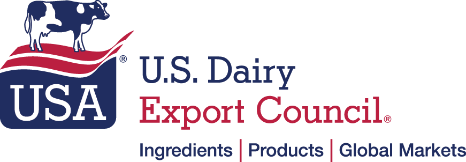 USA®
U.S. Dairy
Export Council®
Ingredients | Products | Global Markets